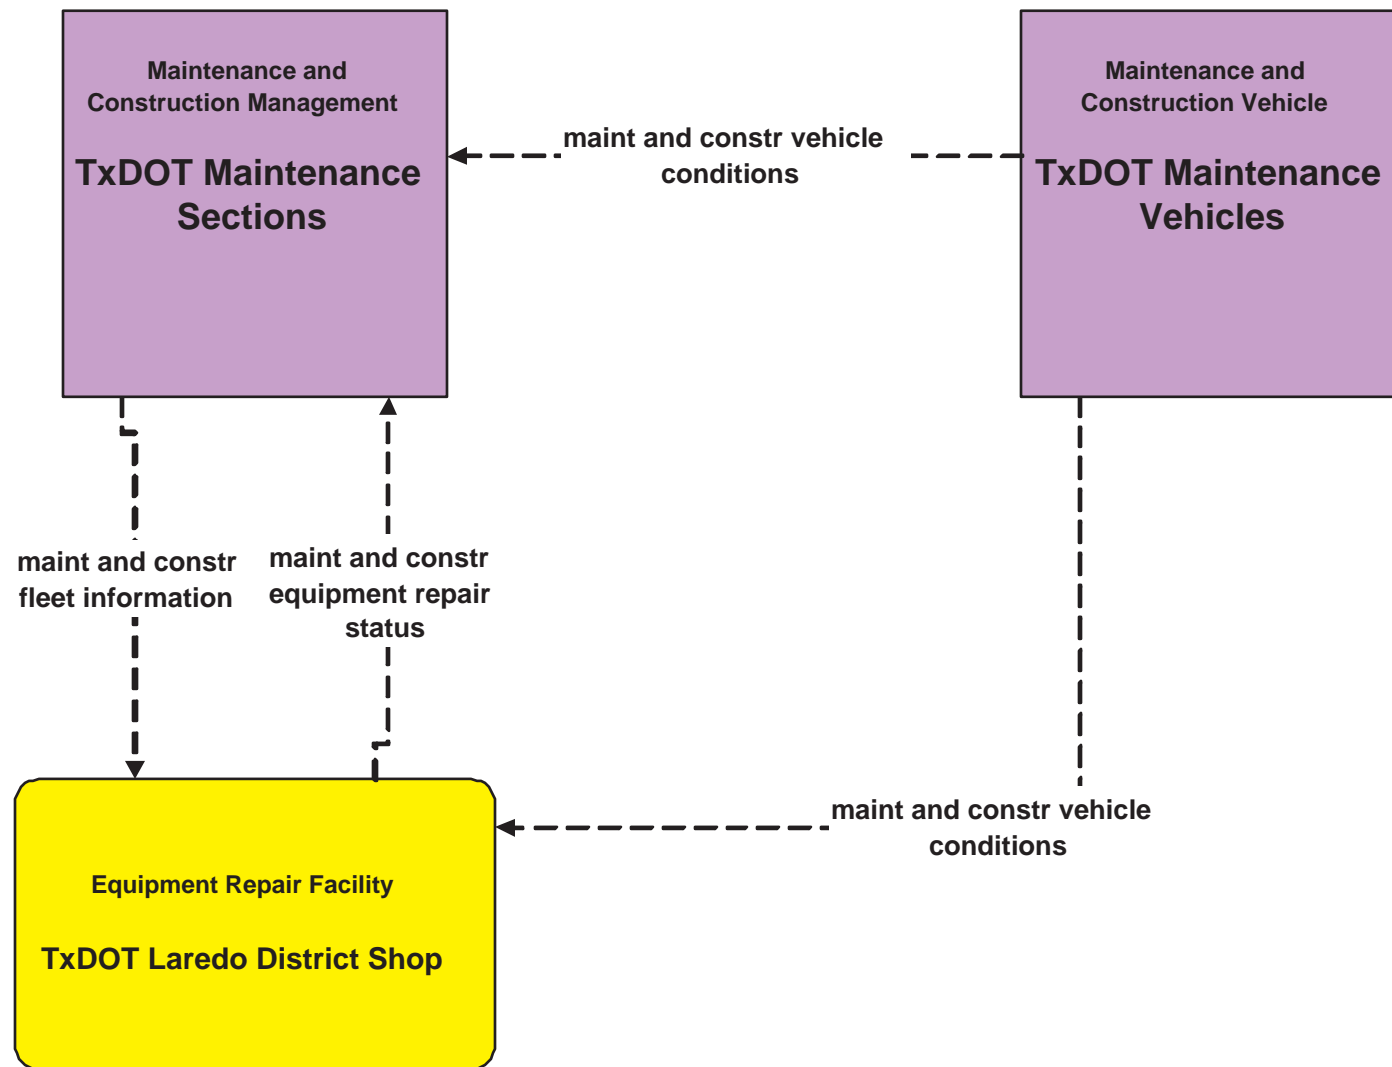 Maintenance and
Construction Management
TxDOT Maintenance
Sections
maint and constr vehicle
conditions
Maintenance and
Construction Vehicle
TxDOT Maintenance
Vehicles
maint and constr
fleet information
maint and constr
equipment repair
status
maint and constr vehicle
conditions
Equipment Repair Facility
TxDOT Laredo District Shop